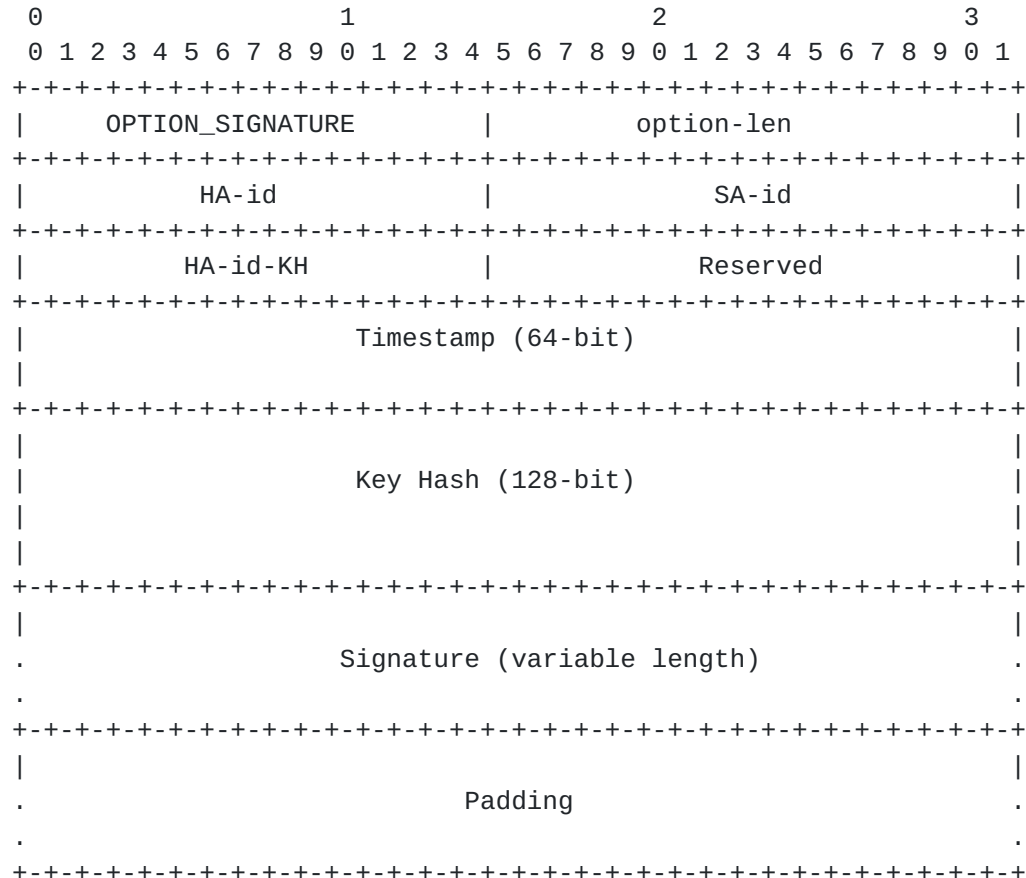 0                   1                   2                   3
 0 1 2 3 4 5 6 7 8 9 0 1 2 3 4 5 6 7 8 9 0 1 2 3 4 5 6 7 8 9 0 1
+-+-+-+-+-+-+-+-+-+-+-+-+-+-+-+-+-+-+-+-+-+-+-+-+-+-+-+-+-+-+-+-+
|     OPTION_SIGNATURE        |         option-len              |
+-+-+-+-+-+-+-+-+-+-+-+-+-+-+-+-+-+-+-+-+-+-+-+-+-+-+-+-+-+-+-+-+
|           HA-id             |              SA-id              |
+-+-+-+-+-+-+-+-+-+-+-+-+-+-+-+-+-+-+-+-+-+-+-+-+-+-+-+-+-+-+-+-+
|          HA-id-KH           |             Reserved            |
+-+-+-+-+-+-+-+-+-+-+-+-+-+-+-+-+-+-+-+-+-+-+-+-+-+-+-+-+-+-+-+-+
|                     Timestamp (64-bit)                        |
|                                                               |
+-+-+-+-+-+-+-+-+-+-+-+-+-+-+-+-+-+-+-+-+-+-+-+-+-+-+-+-+-+-+-+-+
|                                                               |
|                     Key Hash (128-bit)                        |
|                                                               |
|                                                               |
+-+-+-+-+-+-+-+-+-+-+-+-+-+-+-+-+-+-+-+-+-+-+-+-+-+-+-+-+-+-+-+-+
|                                                               |
.                    Signature (variable length)                .
.                                                               .
+-+-+-+-+-+-+-+-+-+-+-+-+-+-+-+-+-+-+-+-+-+-+-+-+-+-+-+-+-+-+-+-+
|                                                               |
.                            Padding                            .
.                                                               .
+-+-+-+-+-+-+-+-+-+-+-+-+-+-+-+-+-+-+-+-+-+-+-+-+-+-+-+-+-+-+-+-+